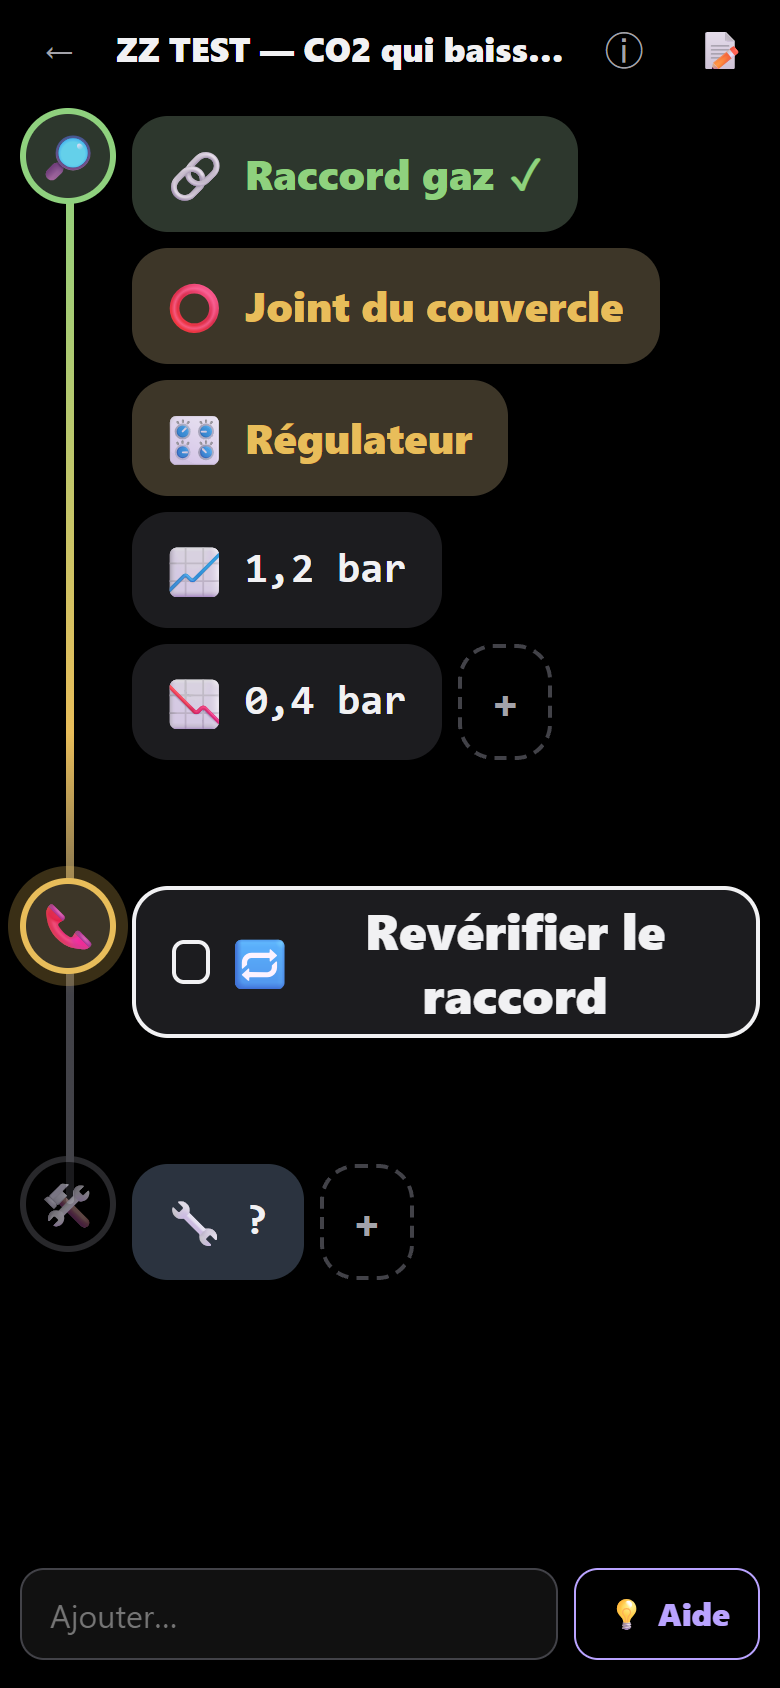 ← ZZ TEST — CO2 qui baiss... ⓘ
Raccord gaz ✓
Joint du couvercle
Régulateur
1,2 bar
0,4 bar +
Revérifier le
raccord
? +
Ajouter...
Aide